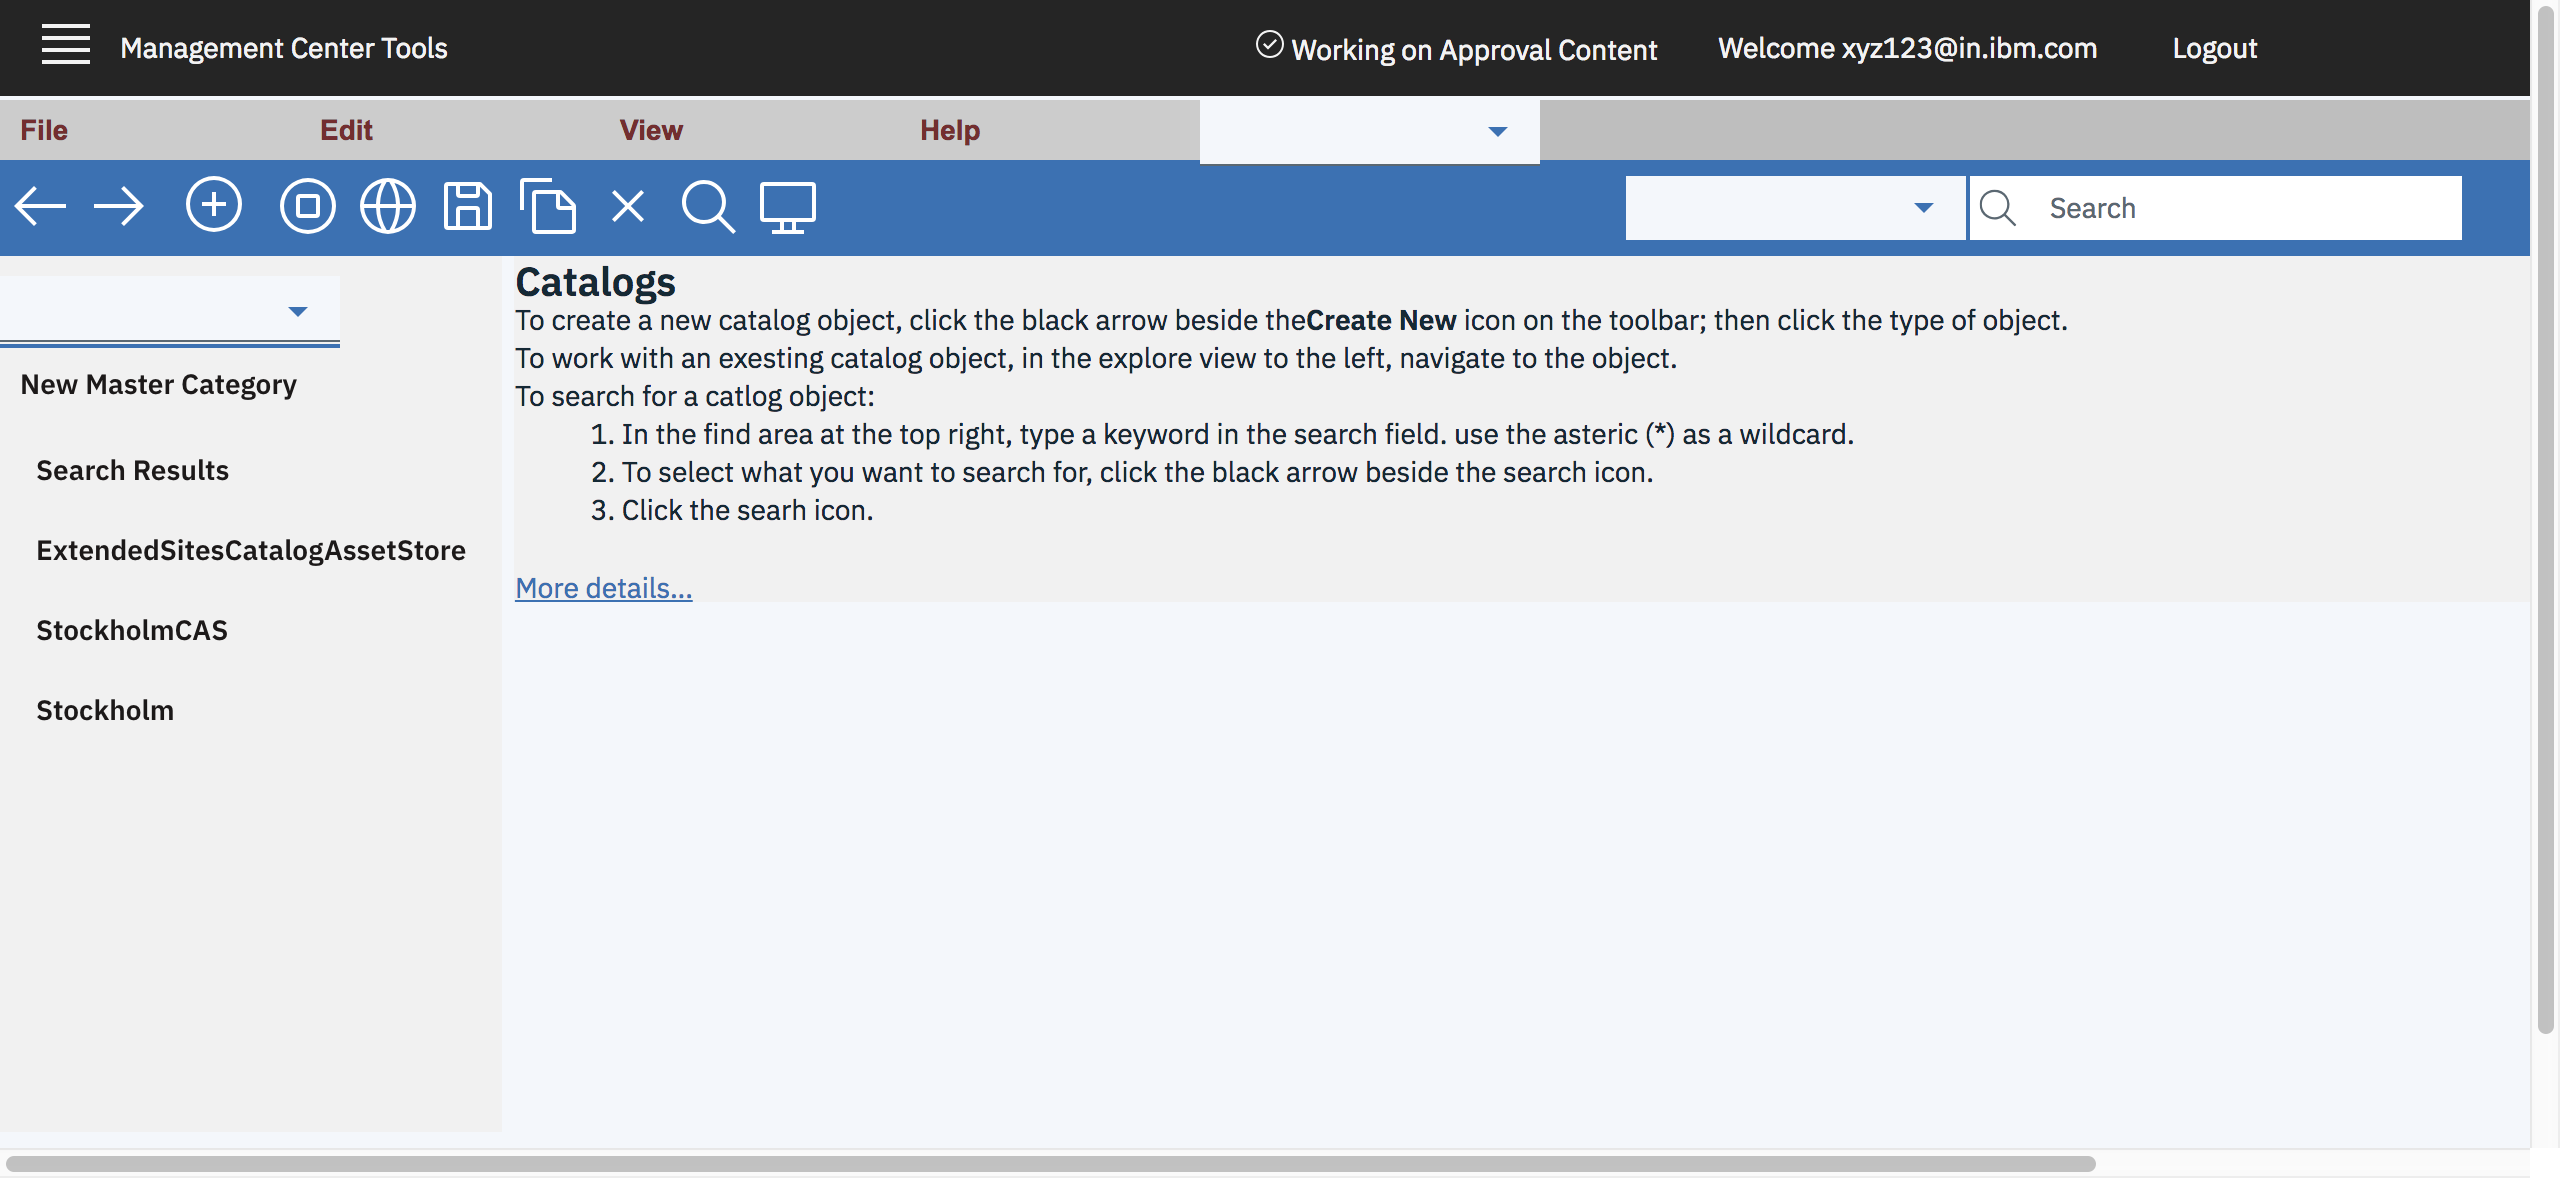 Management Center Tools
Working on Approval Content
Welcome xyz123@in.ibm.com
Logout
File
Edit
View
Help
Search
New Master Category
Search Results
ExtendedSitesCatalogAssetStore
StockholmCAS
Stockholm
Catalogs
To create a new catalog object, click the black arrow beside theCreate New icon on the toolbar; then click the type of object.
To work with an exesting catalog object, in the explore view to the left, navigate to the object.
To search for a catlog object:
1. In the find area at the top right, type a keyword in the search field. use the asteric (*) as a wildcard.
2. To select what you want to search for, click the black arrow beside the search icon.
3. Click the searh icon.
More details...